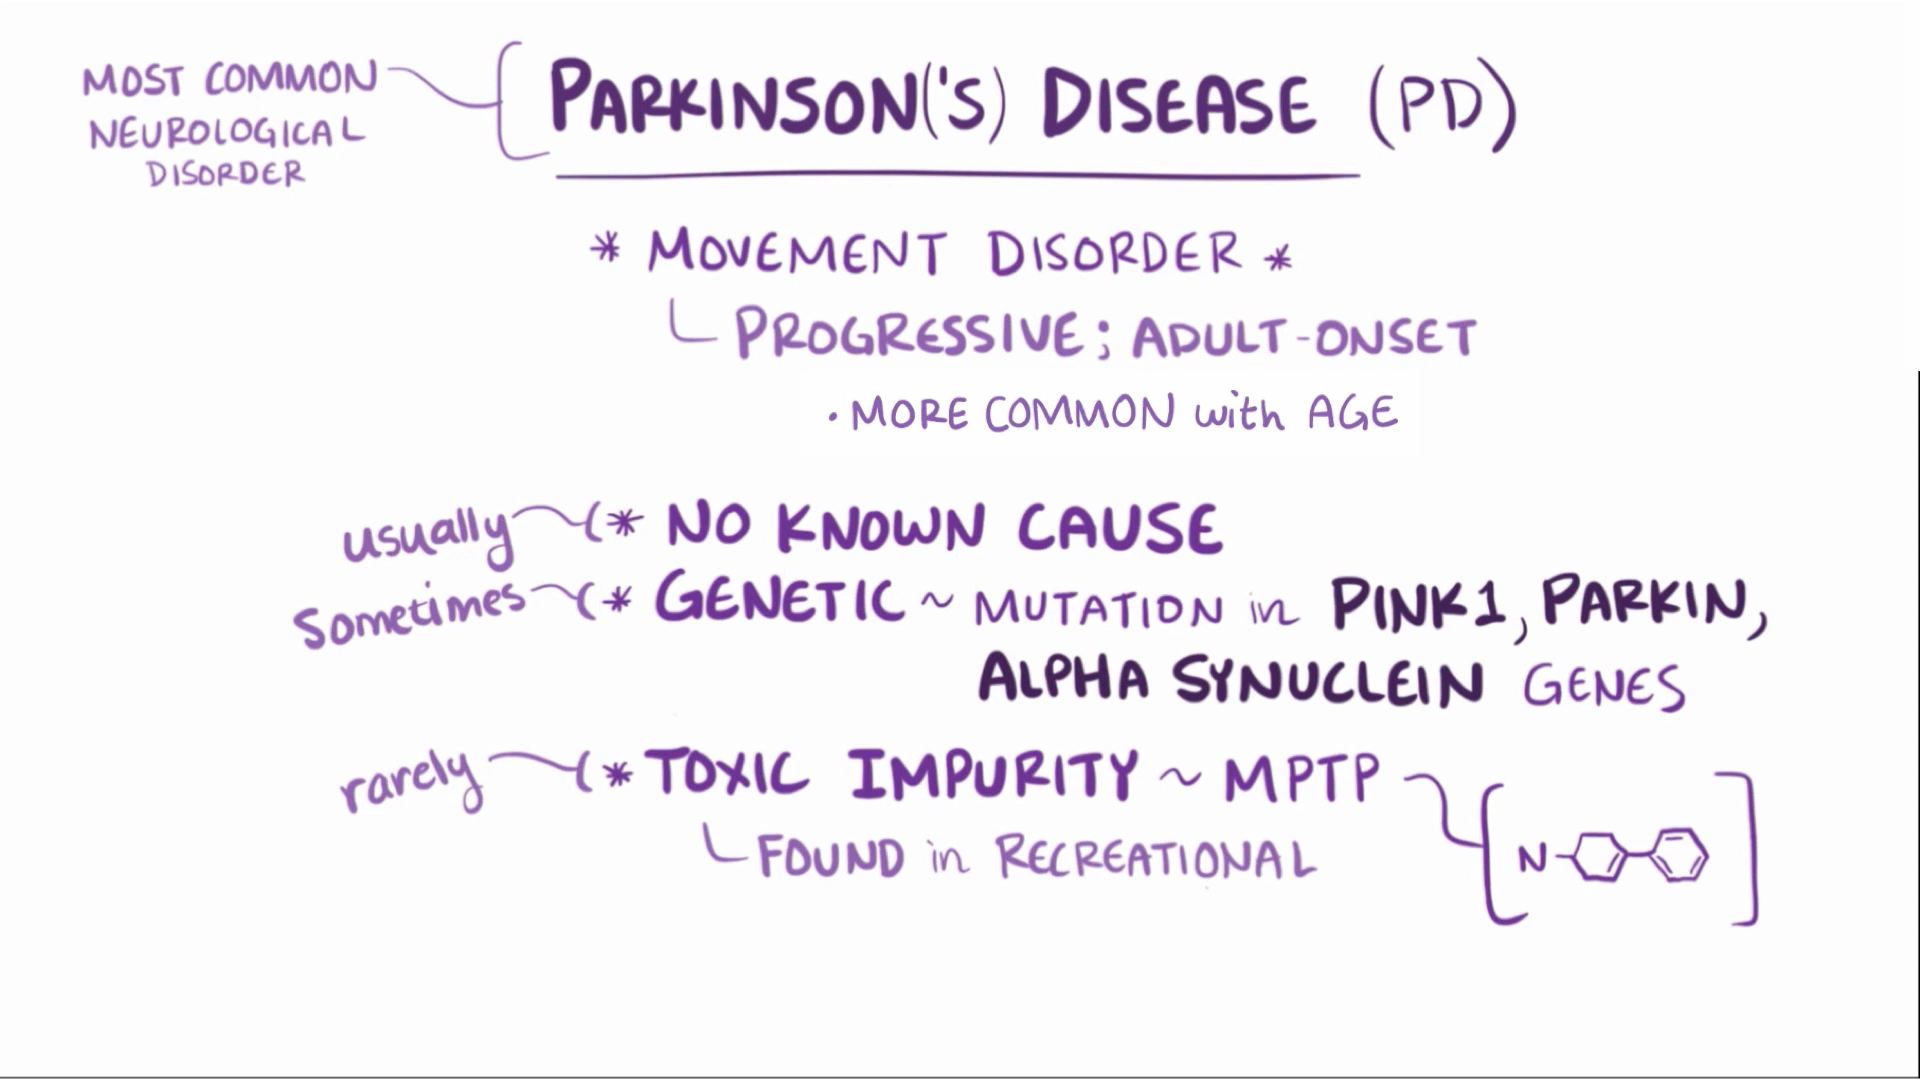 MOST COMMON
NEUROLOGICAL
DISORDER
PARKINSON('S) DISEASE (PD)
* MOVEMENT DISORDER *
PROGRESSIVE; ADULT-ONSET
· MORE COMMON with AGE
usually (* NO KNOWN CAUSE
Sometimes (* GENETIC ~ MUTATION in PINK1, PARKIN,
ALPHA SYNUCLEIN GENES
rarely (* TOXIC IMPURITY ~ MPTP
FOUND in RECREATIONAL
N